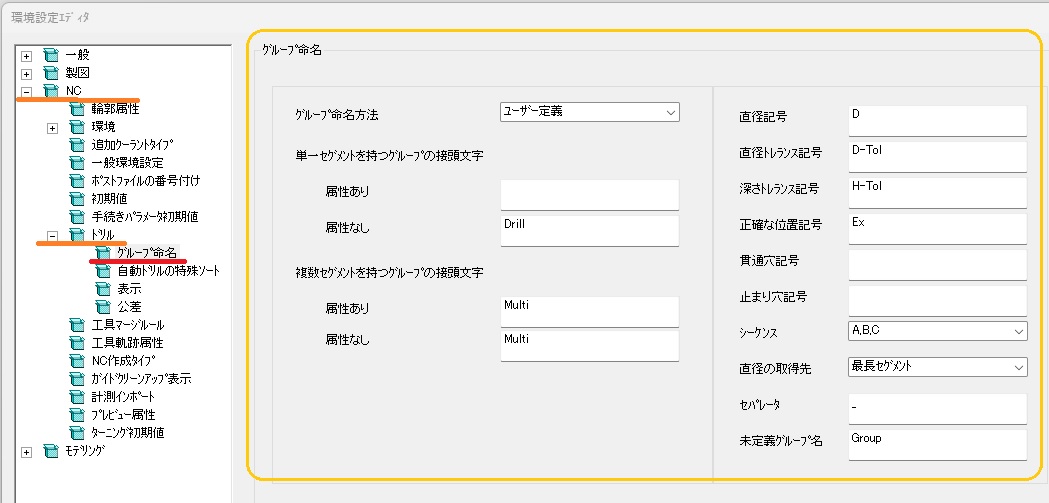 環境設定ｴﾃﾞｨﾀ
一般
製図
NC
輪郭属性
環境
追加ｸｰﾗﾝﾄﾀｲﾌﾟ
一般環境設定
ﾎﾟｽﾄﾌｧｲﾙの番号付け
初期値
手続きﾊﾟﾗﾒｰﾀ初期値
ﾄﾞﾘﾙ
ｸﾞﾙｰﾌﾟ命名
自動ﾄﾞﾘﾙの特殊ｿｰﾄ
表示
公差
工具ﾏｰｼﾞﾙｰﾙ
工具軌跡属性
NC作成ﾀｲﾌﾟ
ｶﾞｲﾄﾞｸﾘｰﾝｱｯﾌﾟ表示
計測ｲﾝﾎﾟｰﾄ
ﾌﾟﾚﾋﾞｭｰ属性
ﾀｰﾆﾝｸﾞ初期値
ﾓﾃﾞﾘﾝｸﾞ
ｸﾞﾙｰﾌﾟ命名
ｸﾞﾙｰﾌﾟ命名方法 ﾕｰｻﾞｰ定義
単一ｾｸﾞﾒﾝﾄを持つｸﾞﾙｰﾌﾟの接頭文字
属性あり
属性なし Drill
複数ｾｸﾞﾒﾝﾄを持つｸﾞﾙｰﾌﾟの接頭文字
属性あり Multi
属性なし Multi
直径記号 D
直径ﾄﾚﾗﾝｽ記号 D-Tol
深さﾄﾚﾗﾝｽ記号 H-Tol
正確な位置記号 Ex
貫通穴記号
止まり穴記号
ｼｰｹﾝｽ A,B,C
直径の取得先 最長ｾｸﾞﾒﾝﾄ
ｾﾊﾟﾚｰﾀ -
未定義ｸﾞﾙｰﾌﾟ名 Group